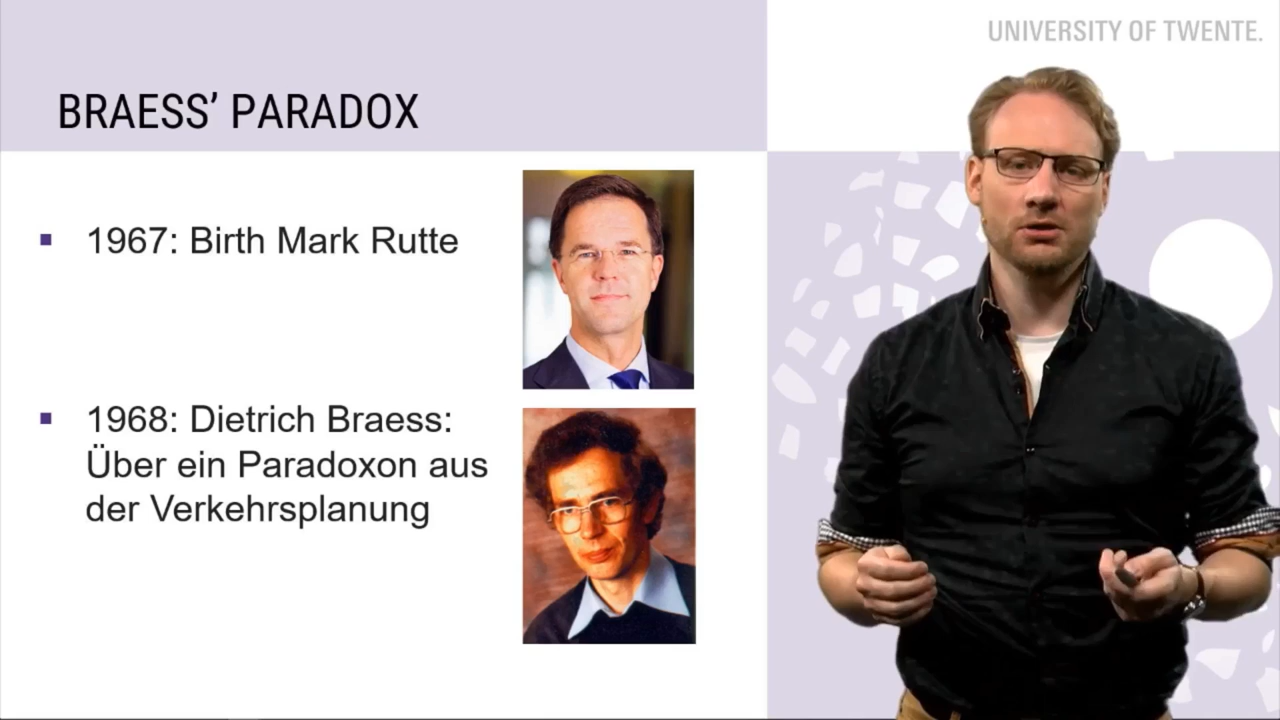 UNIVERSITY OF TWENTE.
BRAESS’ PARADOX
1967: Birth Mark Rutte
1968: Dietrich Braess:
Über ein Paradoxon aus
der Verkehrsplanung